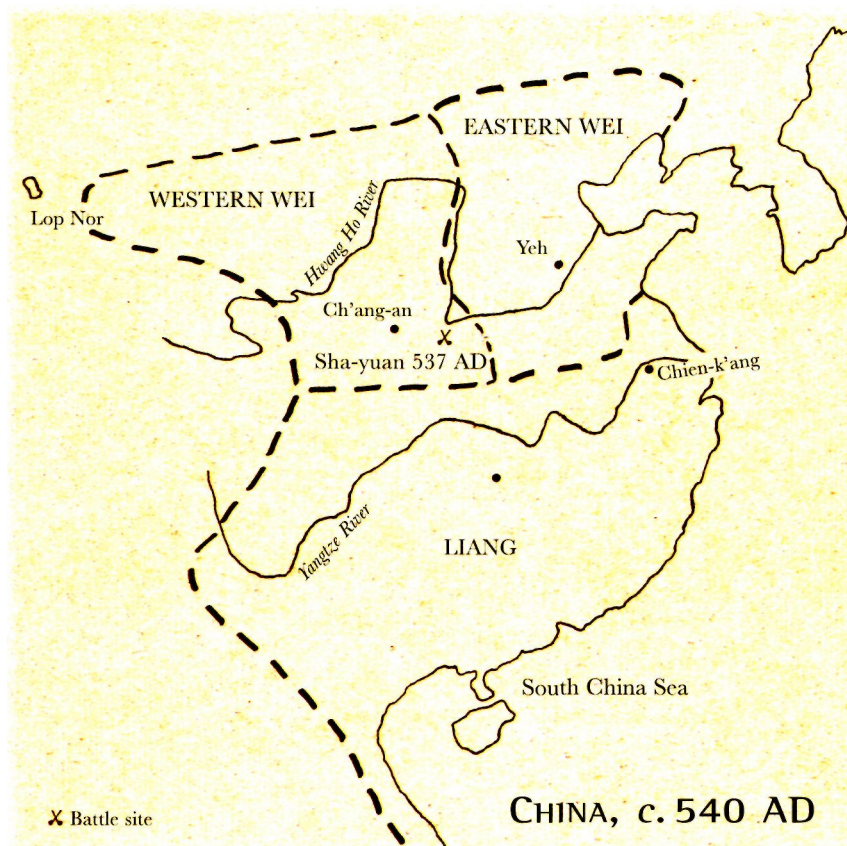 EASTERN WEI
WESTERN WEI
Lop Nor
Hwang Ho River
Yeh
Ch'ang-an
Sha-yuan 537 AD
Chien-k'ang
Yangtze River
LIANG
South China Sea
Battle site
CHINA, c. 540 AD